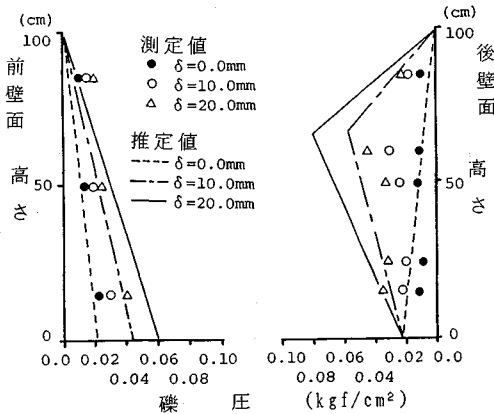 (cm)
100
50
0
前壁面
高さ
測定値
● δ=0.0mm
○ δ=10.0mm
△ δ=20.0mm
推定値
δ=0.0mm
δ=10.0mm
δ=20.0mm
0.0 0.02 0.04 0.06 0.08 0.10
礫圧
(cm)
100
50
0
後壁面
高さ
0.10 0.08 0.06 0.04 0.02 0.0
(kgf/cm²)